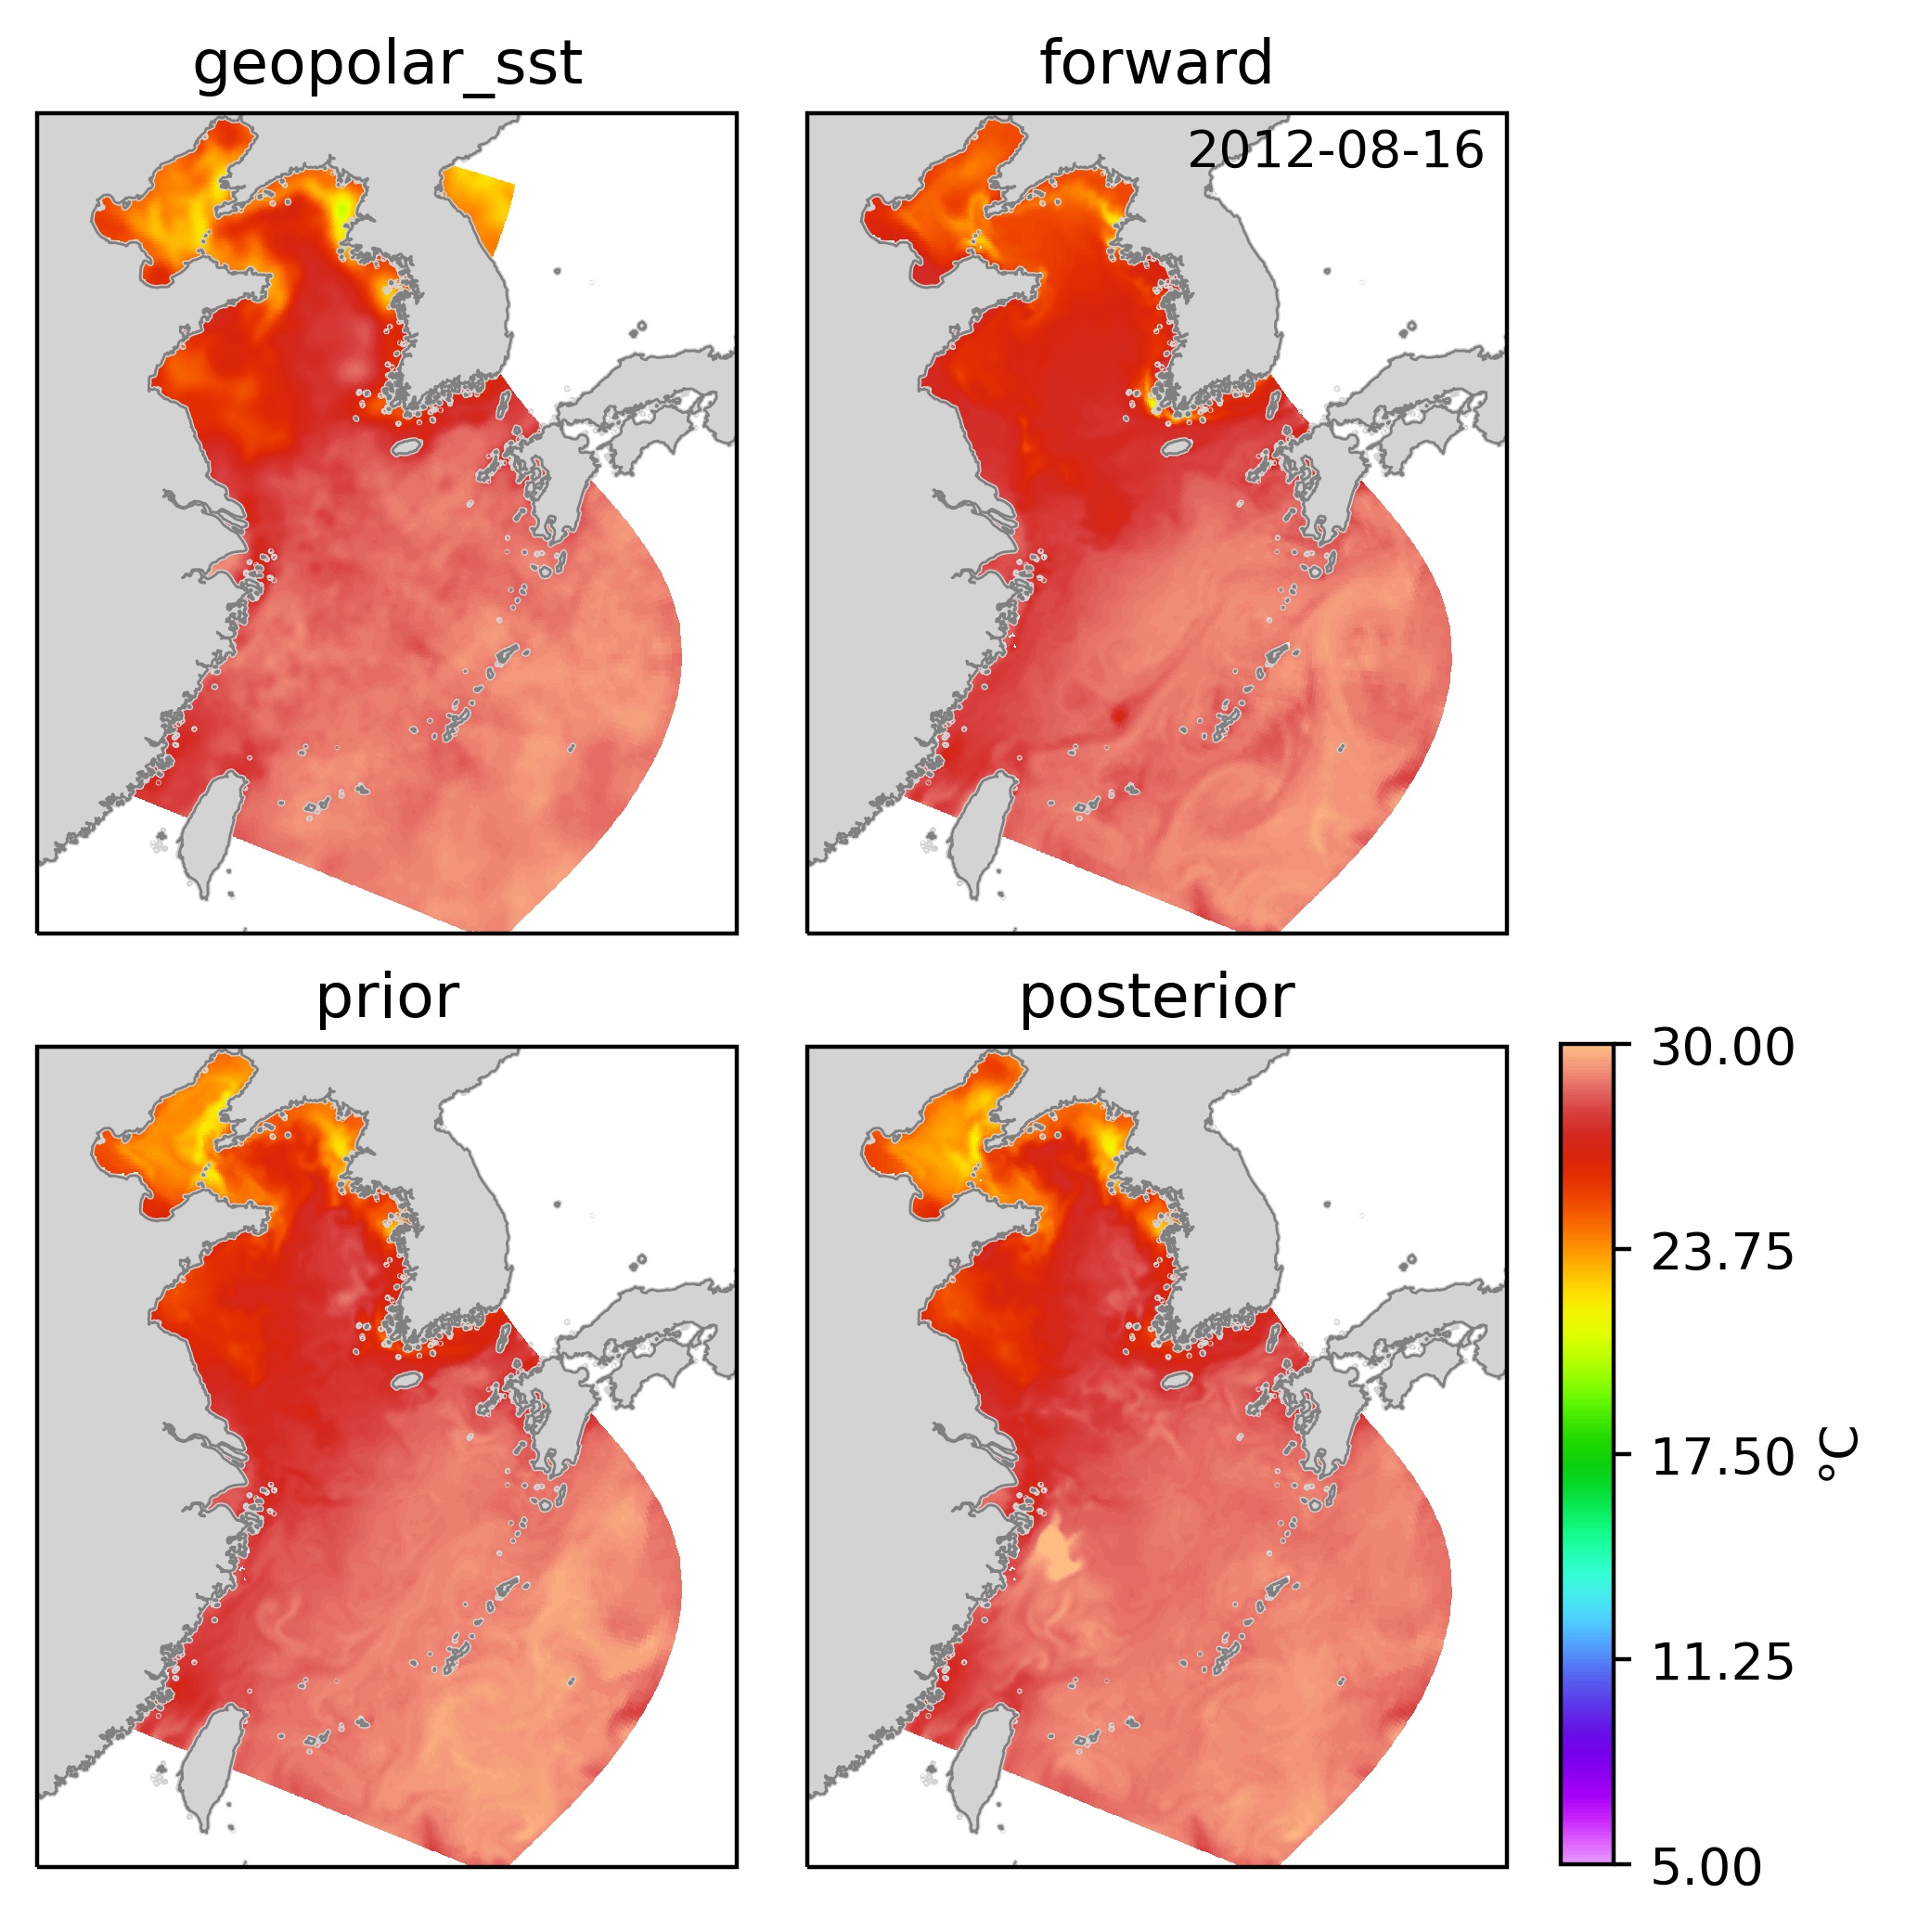 geopolar_sst
forward
2012-08-16
prior
posterior
30.00
23.75
17.50
11.25
5.00
°C